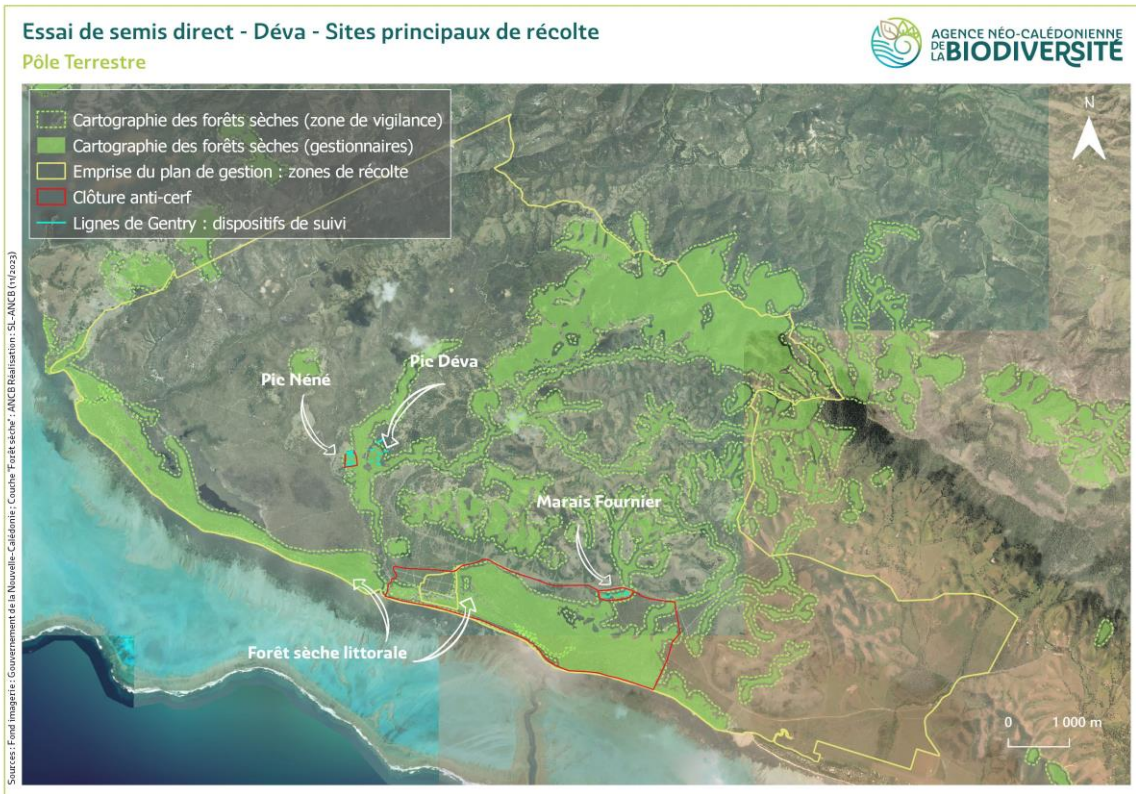 Essai de semis direct - Déva - Sites principaux de récolte
Pôle Terrestre
AGENCE NÉO-CALÉDONIENNE
DE LA BIODIVERSITÉ
Cartographie des forêts sèches (zone de vigilance)
Cartographie des forêts sèches (gestionnaires)
Emprise du plan de gestion : zones de récolte
Clôture anti-cerf
Lignes de Gentry : dispositifs de suivi
N
Pic Déva
Pic Néné
Marais Fournier
Forêt sèche littorale
0 1 000 m
Sources : Fond imagerie : Gouvernement de la Nouvelle-Calédonie ; Couche "Forêt sèche" : ANCB Réalisation : SL-ANCB (11/2023)